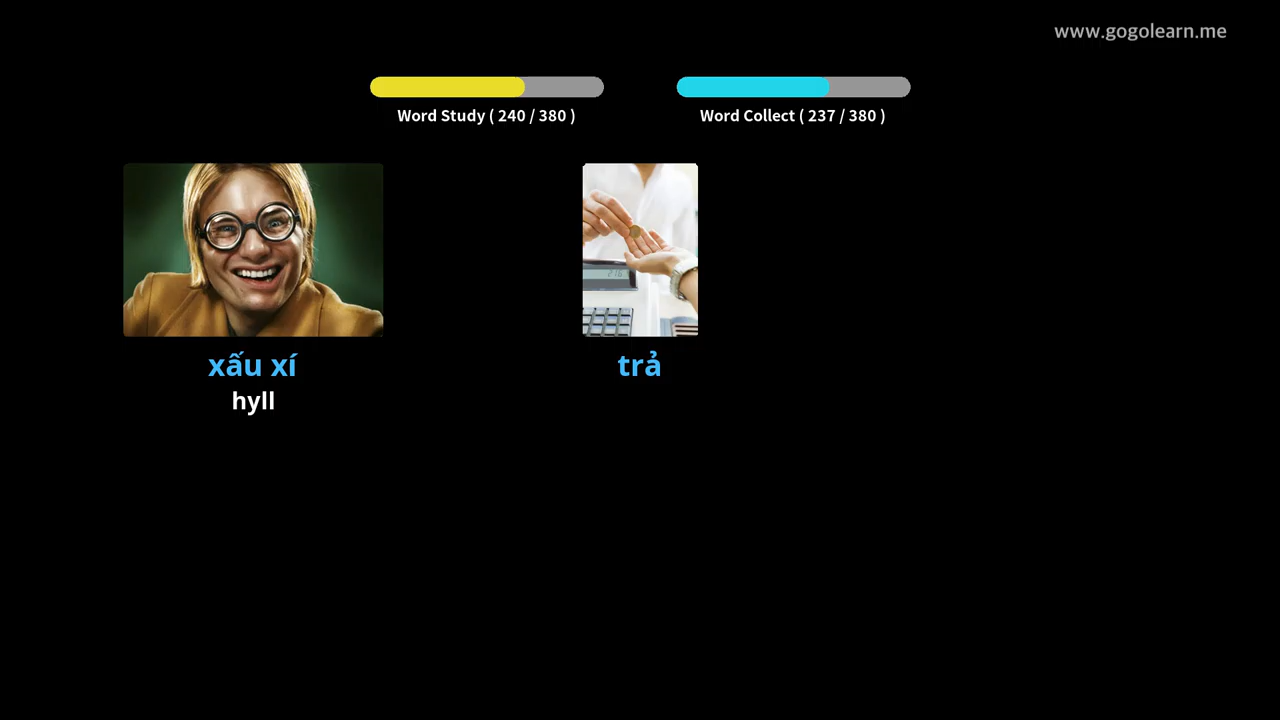 www.gogolearn.me
Word Study ( 240 / 380 )
Word Collect ( 237 / 380 )
xấu xí
hyll
trả